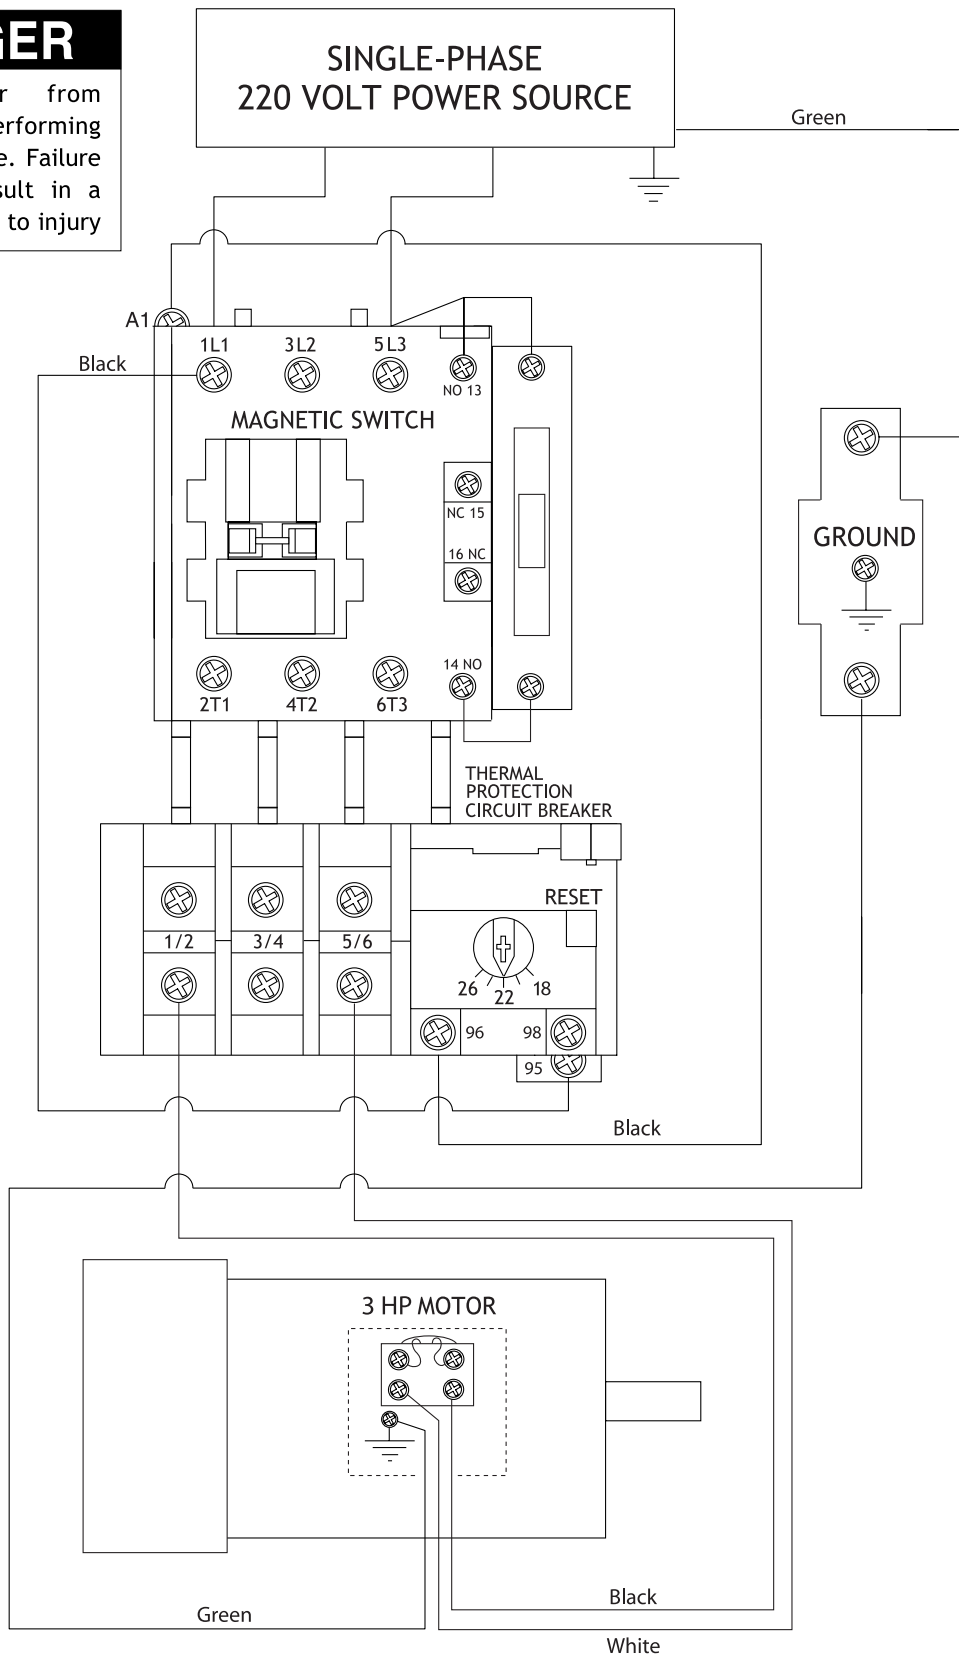 GER
r from
erforming
e. Failure
sult in a
to injury
SINGLE-PHASE
220 VOLT POWER SOURCE
Green
A1
Black
1L1 3L2 5L3
NO 13
MAGNETIC SWITCH
NC 15
16 NC
14 NO
2T1 4T2 6T3
GROUND
THERMAL
PROTECTION
CIRCUIT BREAKER
RESET
1/2 3/4 5/6
26 22 18
96 98
95
Black
3 HP MOTOR
Black
Green
White